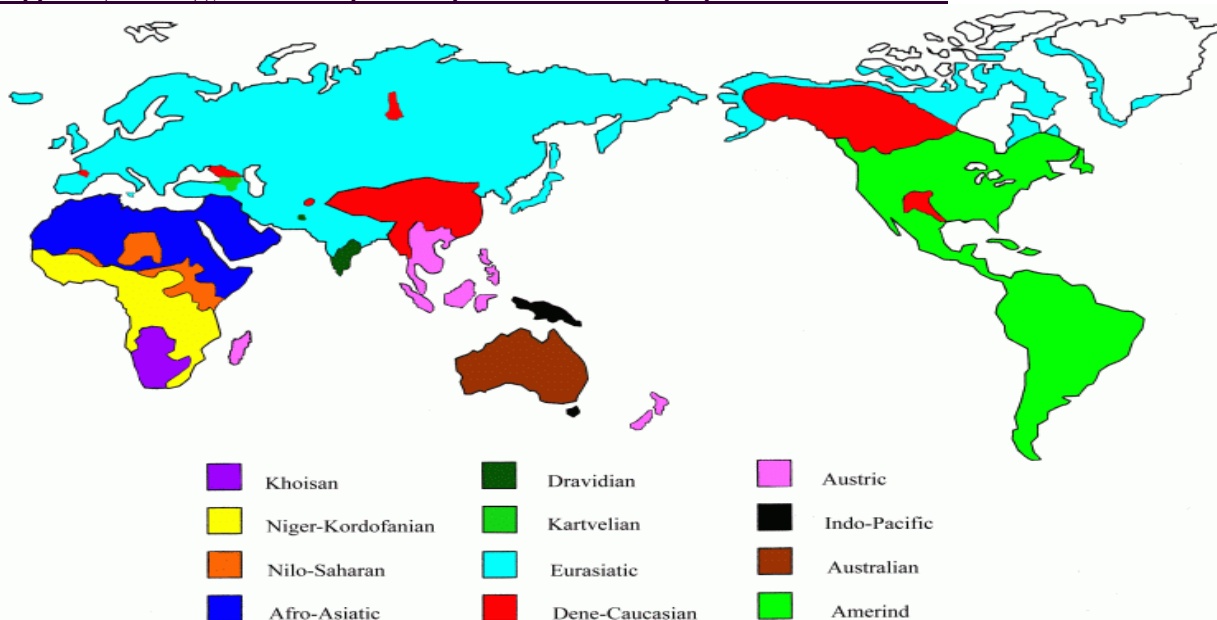 Khoisan
Niger-Kordofanian
Nilo-Saharan
Afro-Asiatic
Dravidian
Kartvelian
Eurasiatic
Dene-Caucasian
Austric
Indo-Pacific
Australian
Amerind